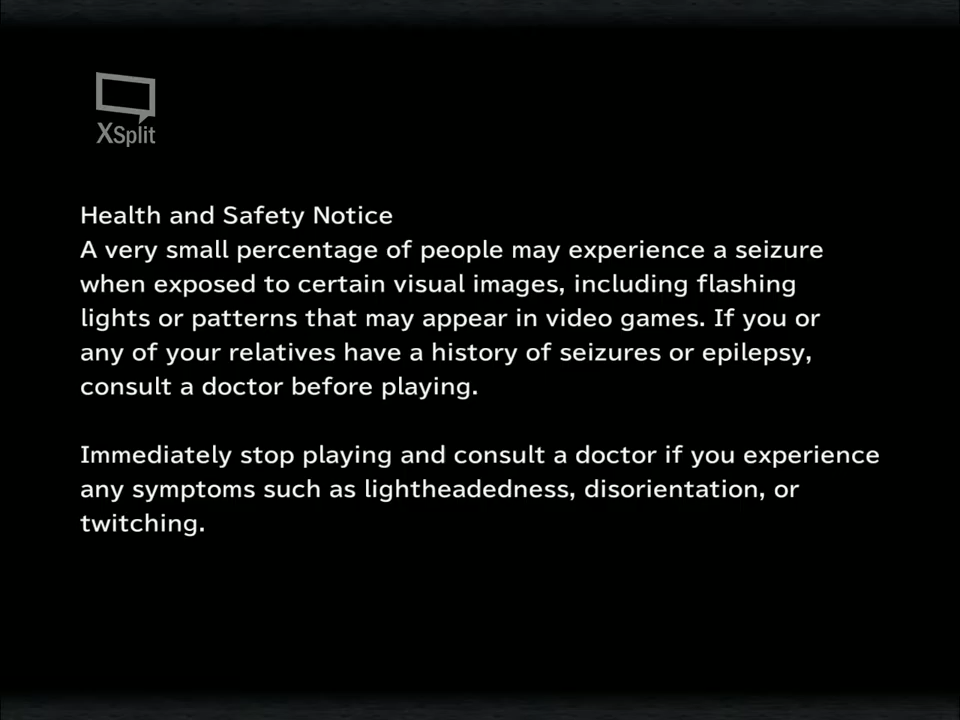 XSplit
Health and Safety Notice
A very small percentage of people may experience a seizure
when exposed to certain visual images, including flashing
lights or patterns that may appear in video games. If you or
any of your relatives have a history of seizures or epilepsy,
consult a doctor before playing.
Immediately stop playing and consult a doctor if you experience
any symptoms such as lightheadedness, disorientation, or
twitching.